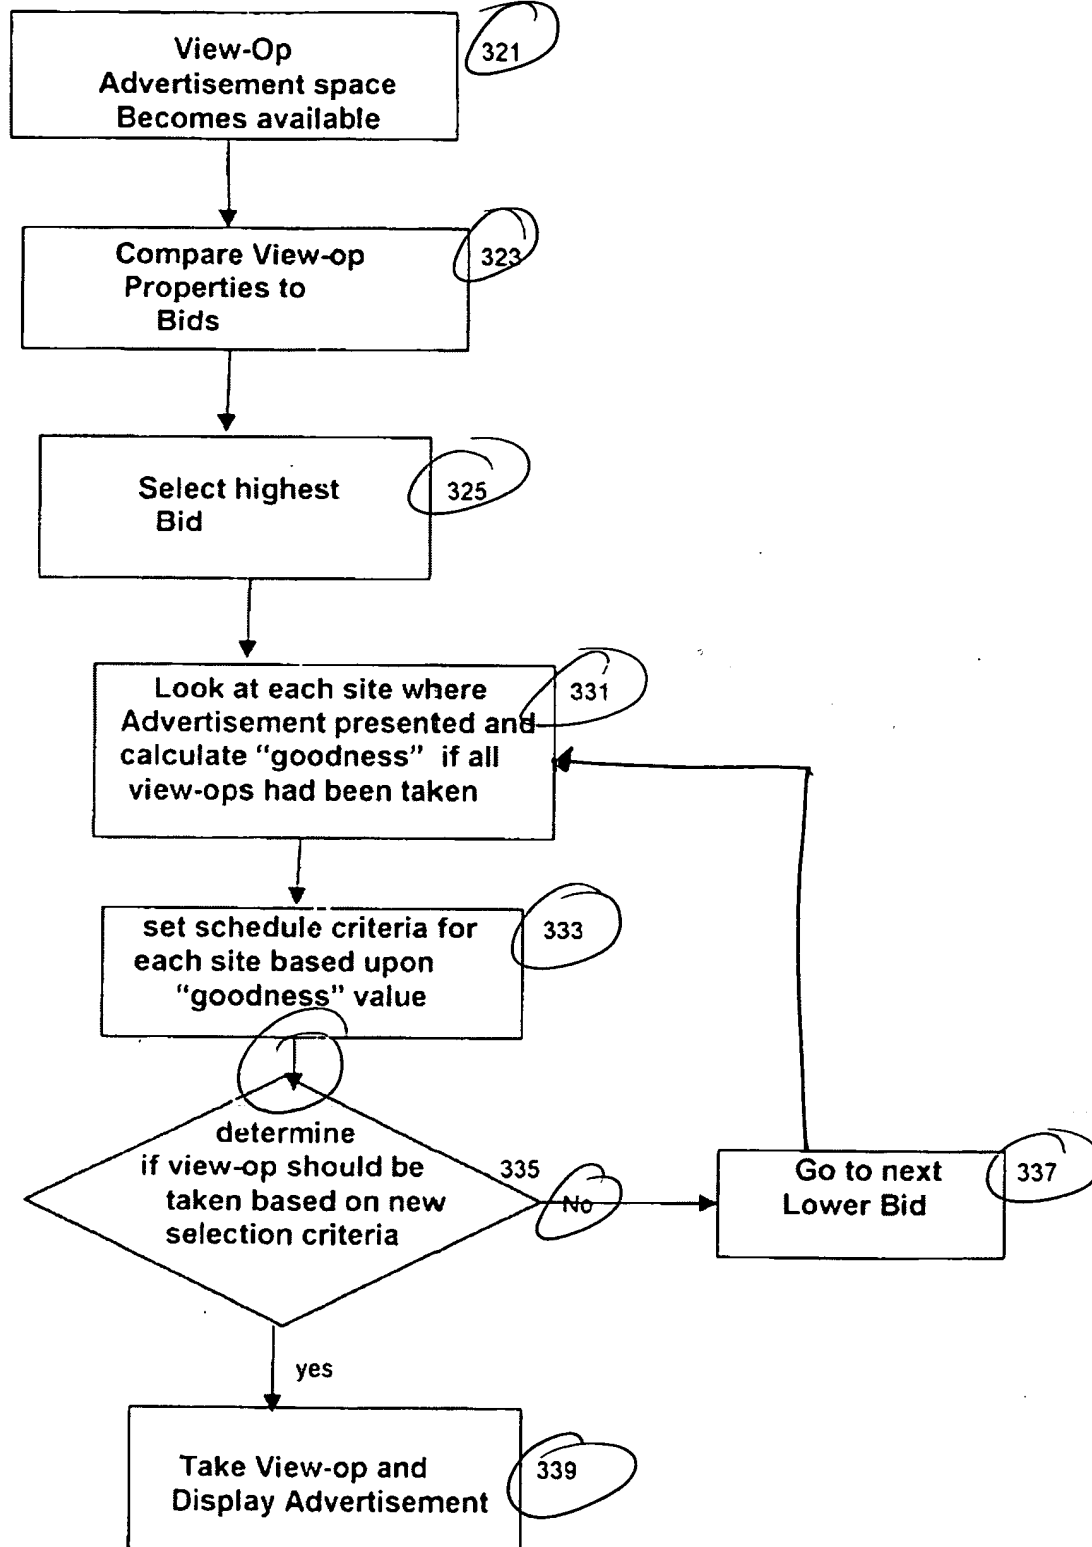 View-Op
Advertisement space
Becomes available
321
Compare View-op
Properties to
Bids
323
Select highest
Bid
325
Look at each site where
Advertisement presented and
calculate “goodness” if all
view-ops had been taken
331
set schedule criteria for
each site based upon
“goodness” value
333
determine
if view-op should be
taken based on new
selection criteria
335
No
Go to next
Lower Bid
337
yes
Take View-op and
Display Advertisement
339